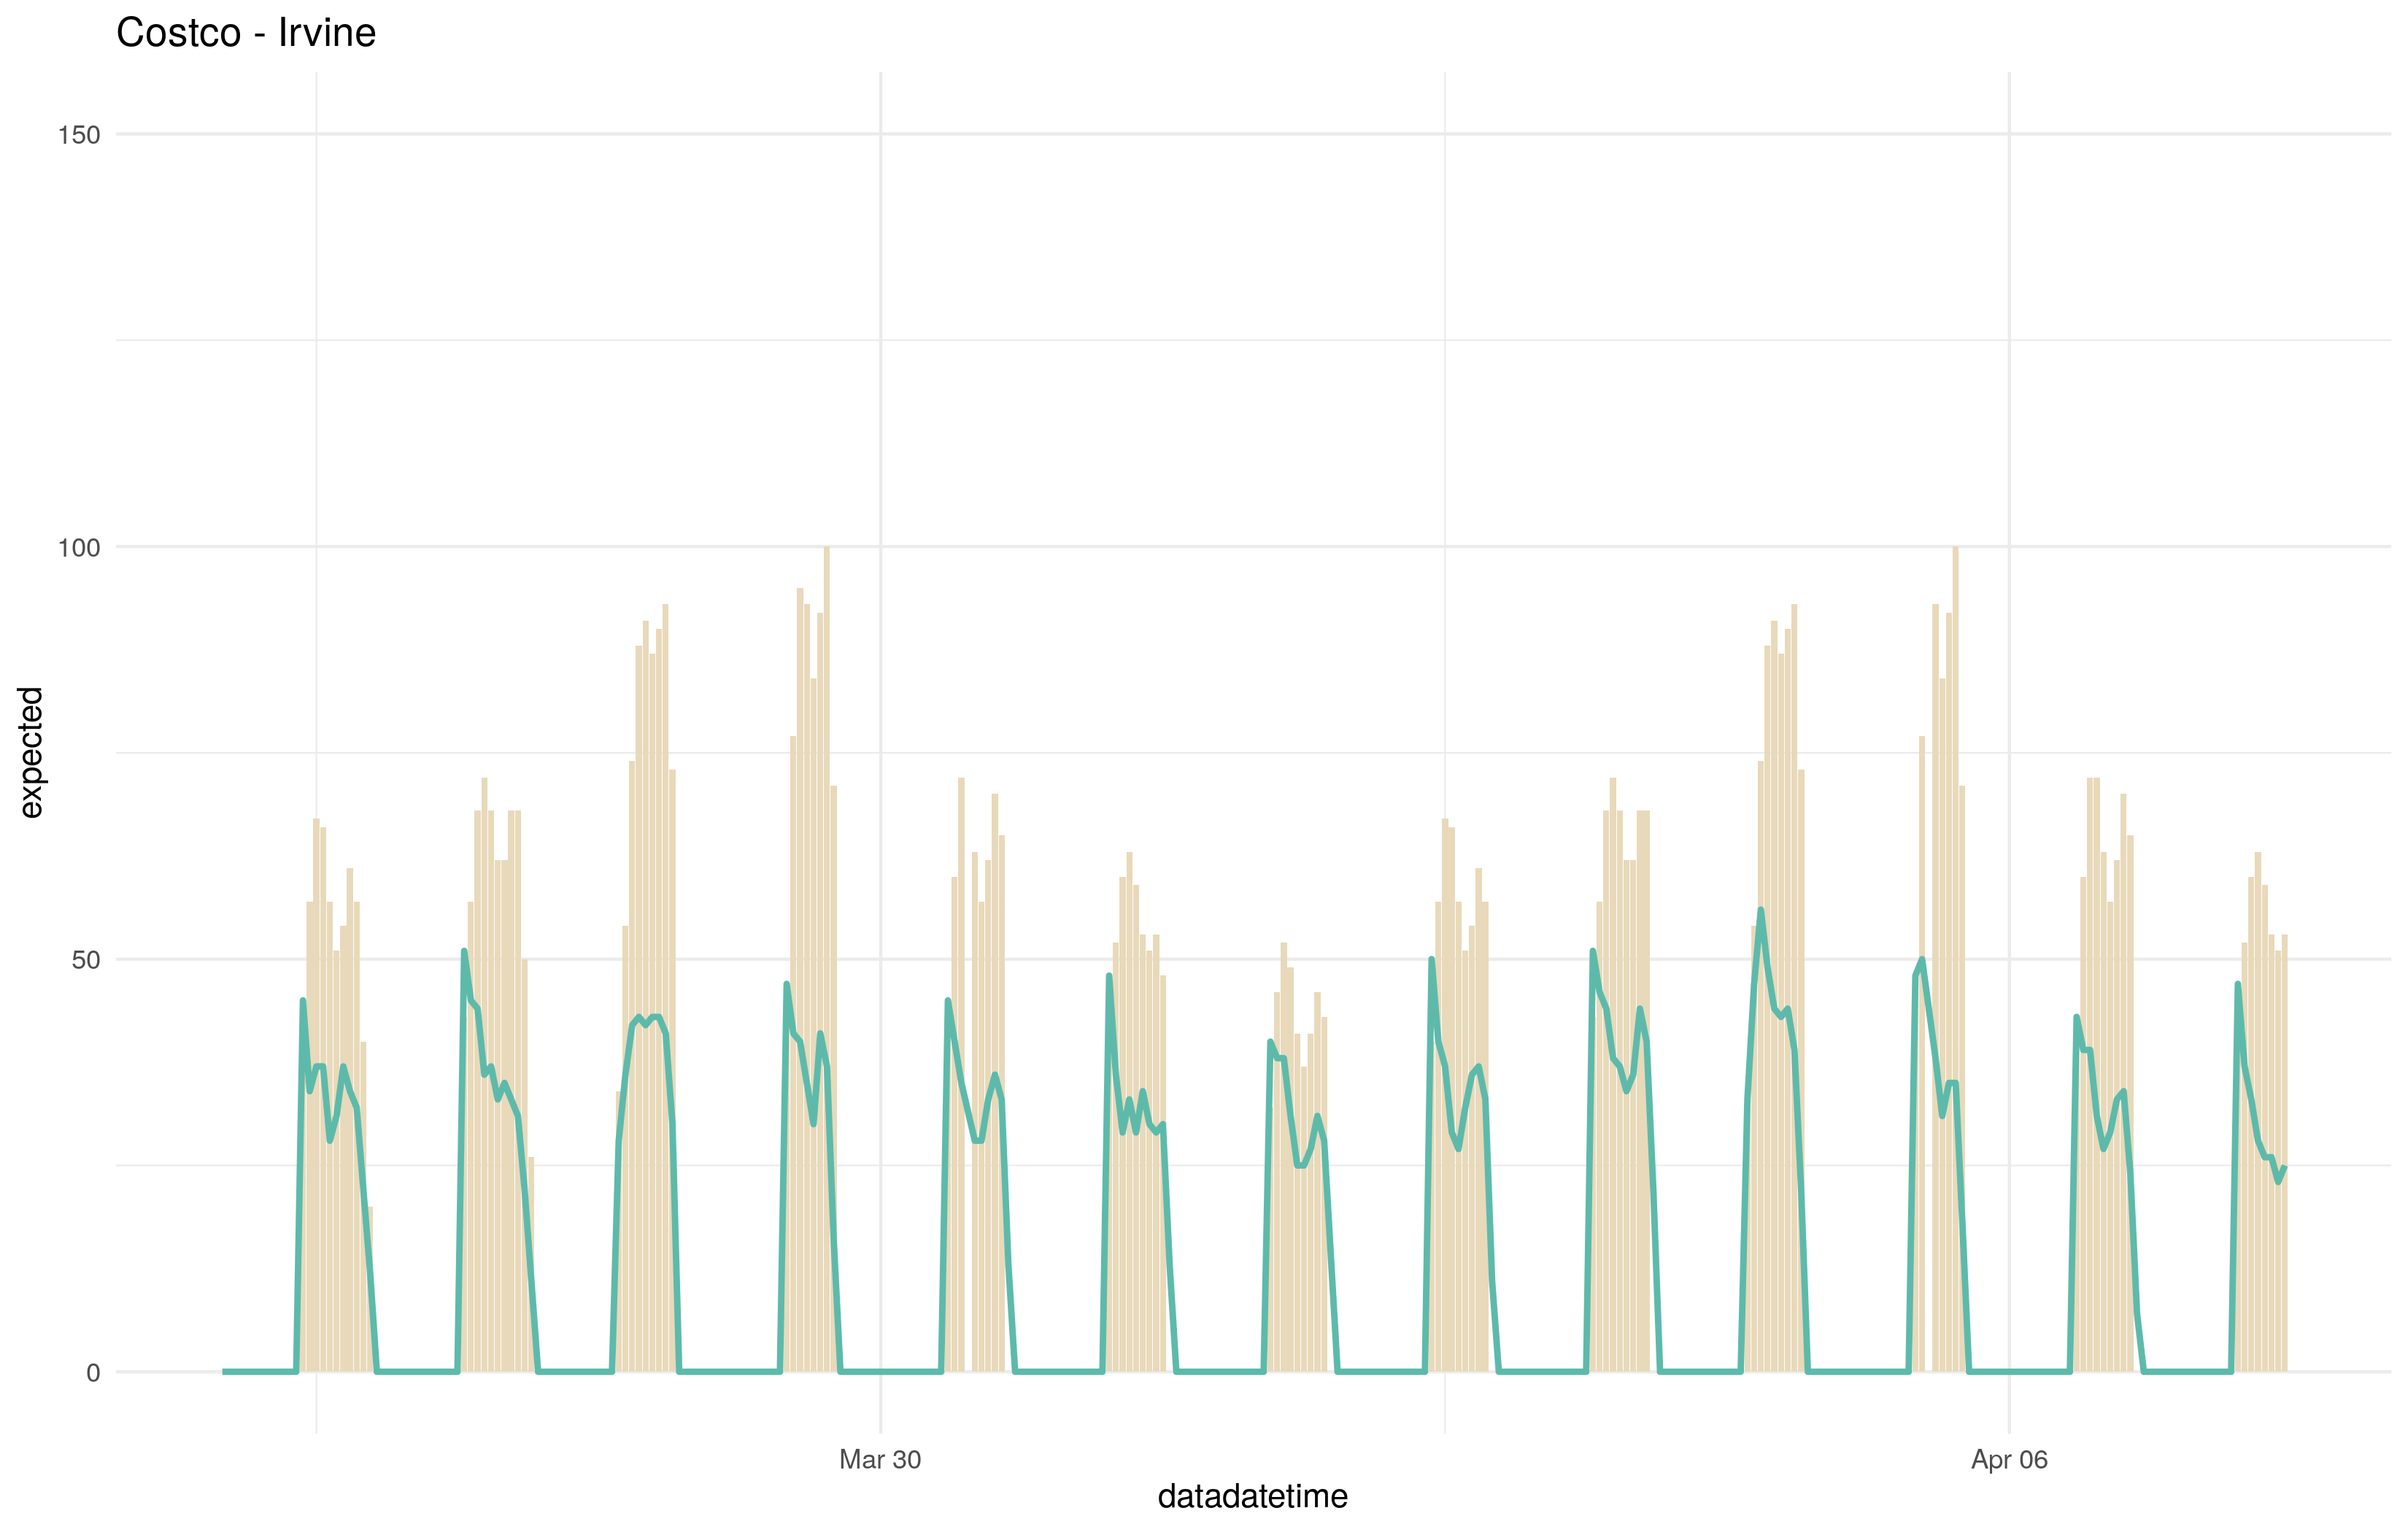 Costco - Irvine
150
100
50
0
expected
Mar 30
Apr 06
datadatetime